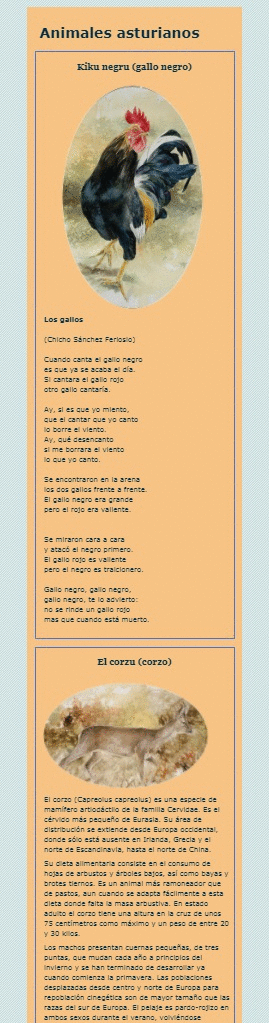 Animales asturianos
Kiku negru (gallo negro)
Los gallos
(Chicho Sánchez Ferlosio)
Cuando canta el gallo negro
es que ya se acaba el día.
Si cantara el gallo rojo
otro gallo cantaría.
Ay, si es que yo miento,
que el cantar que yo canto
lo borre el viento.
Ay, qué desencanto
si me borrara el viento
lo que yo canto.
Se encontraron en la arena
los dos gallos frente a frente.
El gallo negro era grande
pero el rojo era valiente.
Se miraron cara a cara
y atacó el negro primero.
El gallo rojo es valiente
pero el negro es traicionero.
Gallo negro, gallo negro,
gallo negro, te lo advierto:
no se rinde un gallo rojo
mas que cuando está muerto.
El corzu (corzo)
El corzo (Capreolus capreolus) es una especie de
mamífero artiodáctilo de la familia Cervidae. Es el
cérvido más pequeño de Eurasia. Su área de
distribución se extiende desde Europa occidental,
donde sólo está ausente en Irlanda, Grecia y el
norte de Escandinavia, hasta el norte de China.
Su dieta alimentaria consiste en el consumo de
hojas de arbustos y árboles bajos, así como bayas y
brotes tiernos. Es un animal más ramoneador que
de pastos, aun cuando se adapta fácilmente a esta
dieta donde falta la masa arbustiva. En estado
adulto el corzo tiene una altura en la cruz de unos
75 centímetros como máximo y un peso de entre 20
y 30 kilos.
Los machos presentan cuernas pequeñas, de tres
puntas, que mudan cada año a principios del
invierno y se han terminado de desarrollar ya
cuando comienza la primavera. Las poblaciones
desplazadas desde centro y norte de Europa para
repoblación cinegética son de mayor tamaño que las
razas del sur de Europa. El pelaje es pardo-rojizo en
ambos sexos durante el verano, volviéndose